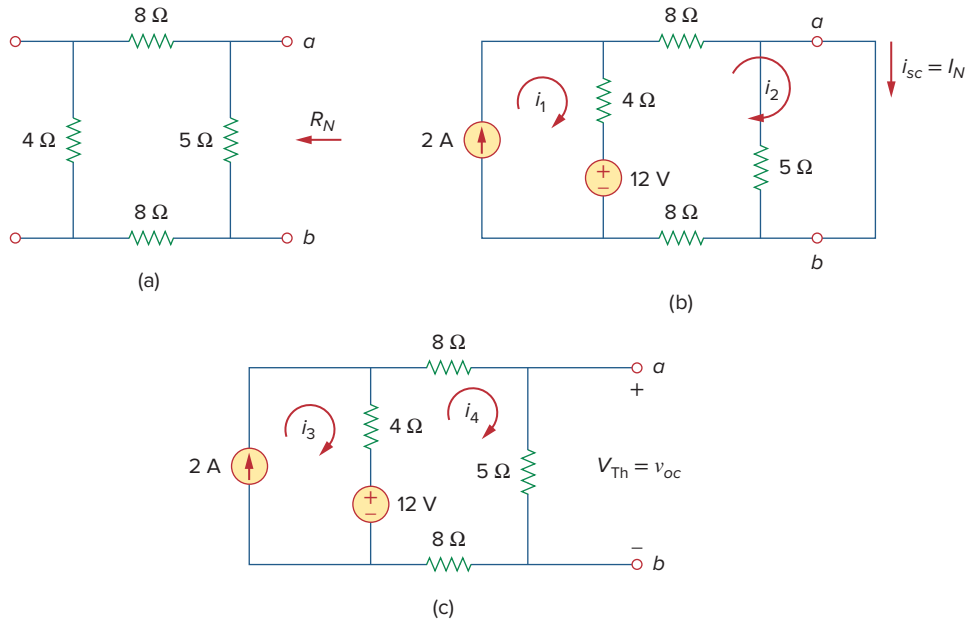 8 Ω
a
4 Ω
5 Ω
R_N
8 Ω
b
(a)
8 Ω
a
i_sc = I_N
i_1
4 Ω
i_2
2 A
+
−
12 V
5 Ω
8 Ω
b
(b)
8 Ω
a
+
i_3
4 Ω
i_4
2 A
5 Ω
V_Th = v_oc
+
−
12 V
8 Ω
−
b
(c)